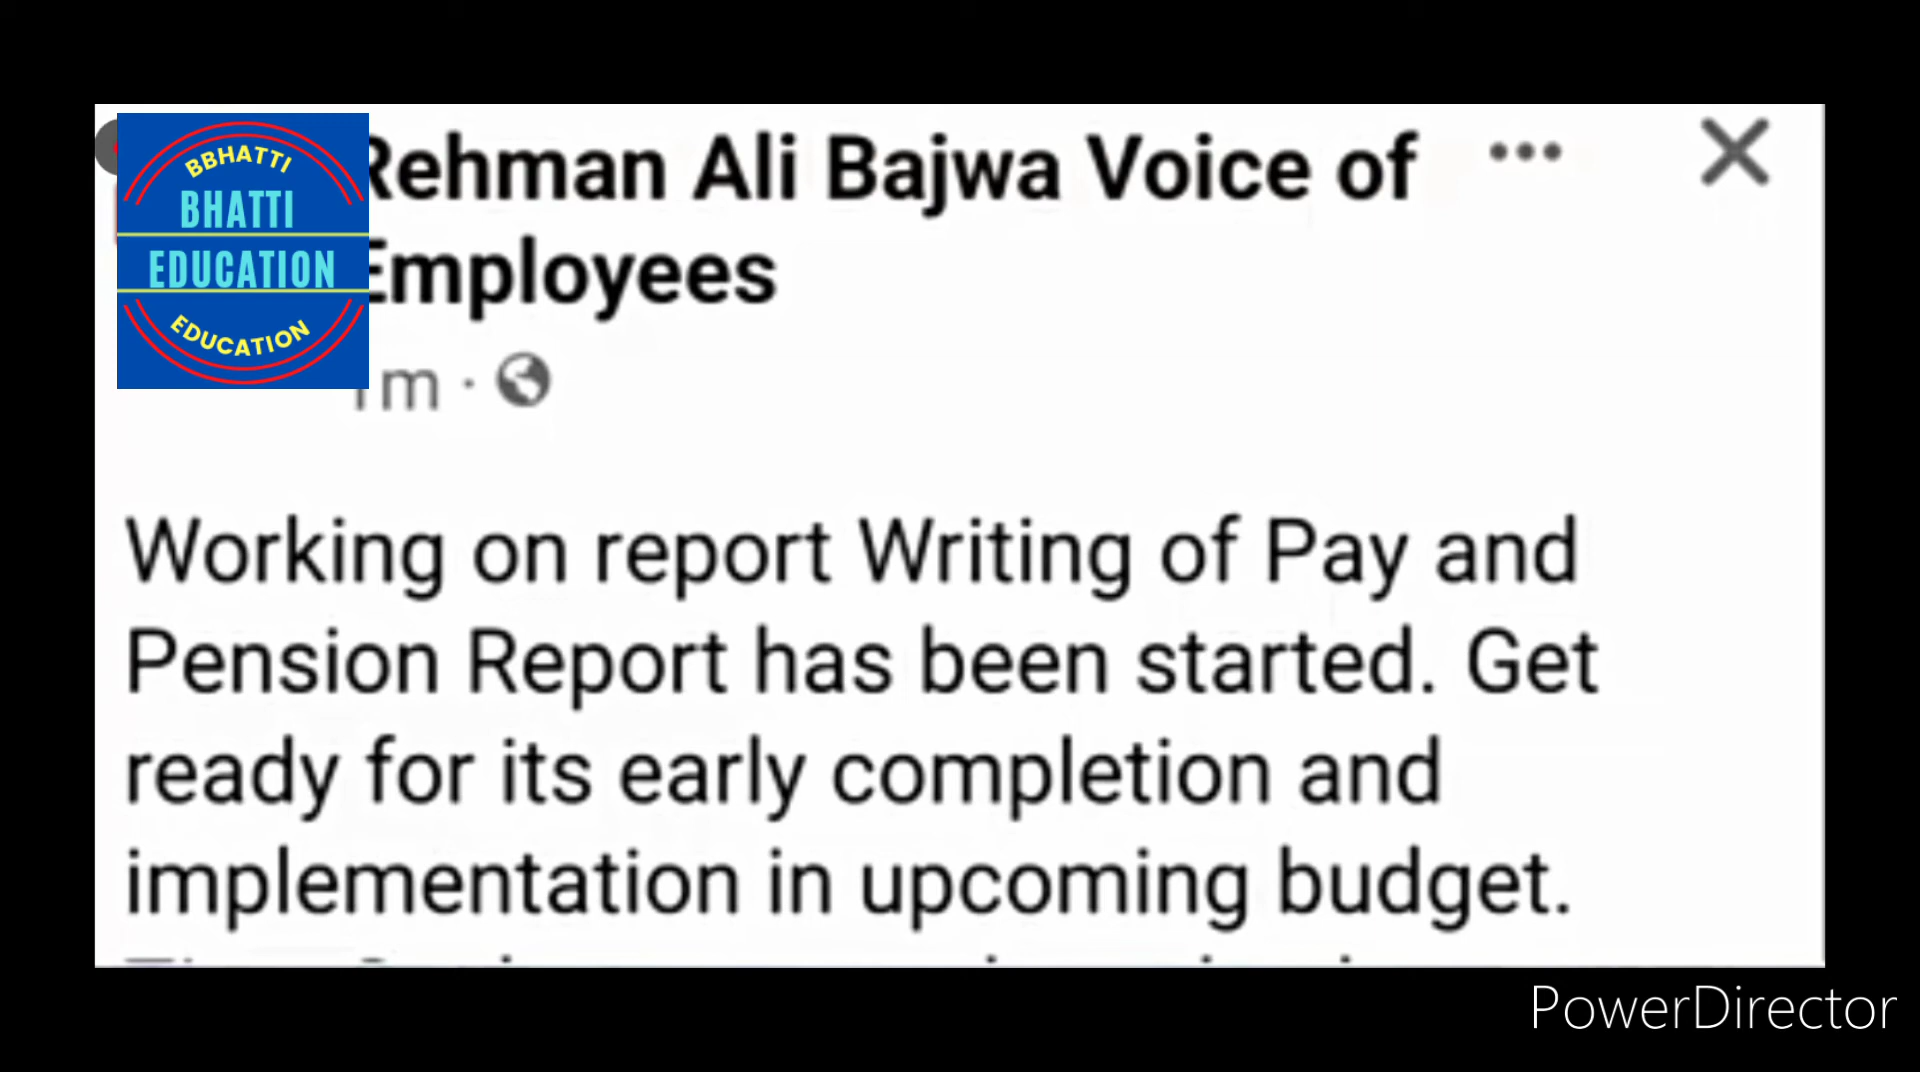 BBHATTI
BHATTI
EDUCATION
EDUCATION
Rehman Ali Bajwa Voice of
Employees
1m ·
Working on report Writing of Pay and
Pension Report has been started. Get
ready for its early completion and
implementation in upcoming budget.
PowerDirector